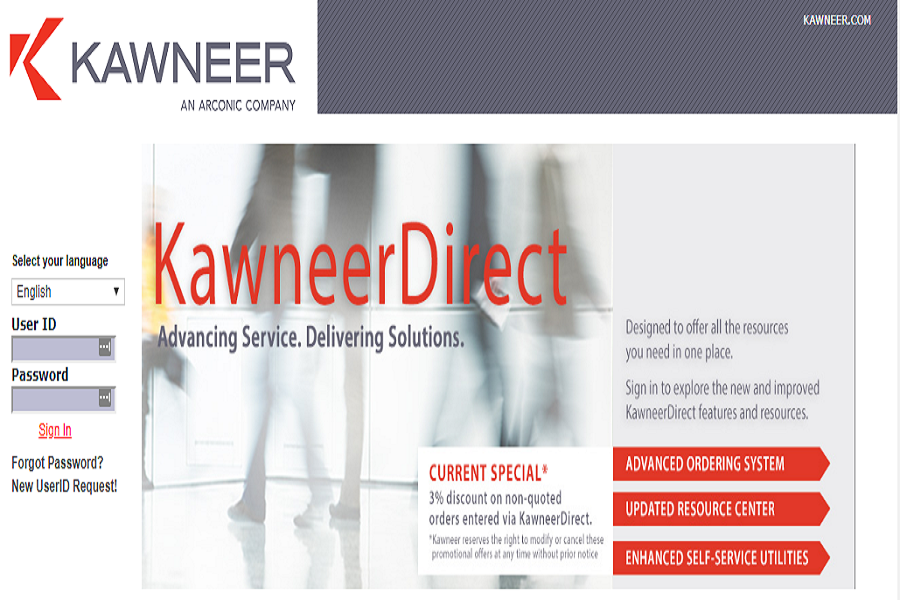 KAWNEER
AN ARCONIC COMPANY
KAWNEER.COM
Select your language
English
User ID
Password
Sign In
Forgot Password?
New UserID Request!
KawneerDirect
Advancing Service. Delivering Solutions.
CURRENT SPECIAL*
3% discount on non-quoted
orders entered via KawneerDirect.
*Kawneer reserves the right to modify or cancel these
promotional offers at any time without prior notice
Designed to offer all the resources
you need in one place.
Sign in to explore the new and improved
KawneerDirect features and resources.
ADVANCED ORDERING SYSTEM
UPDATED RESOURCE CENTER
ENHANCED SELF-SERVICE UTILITIES